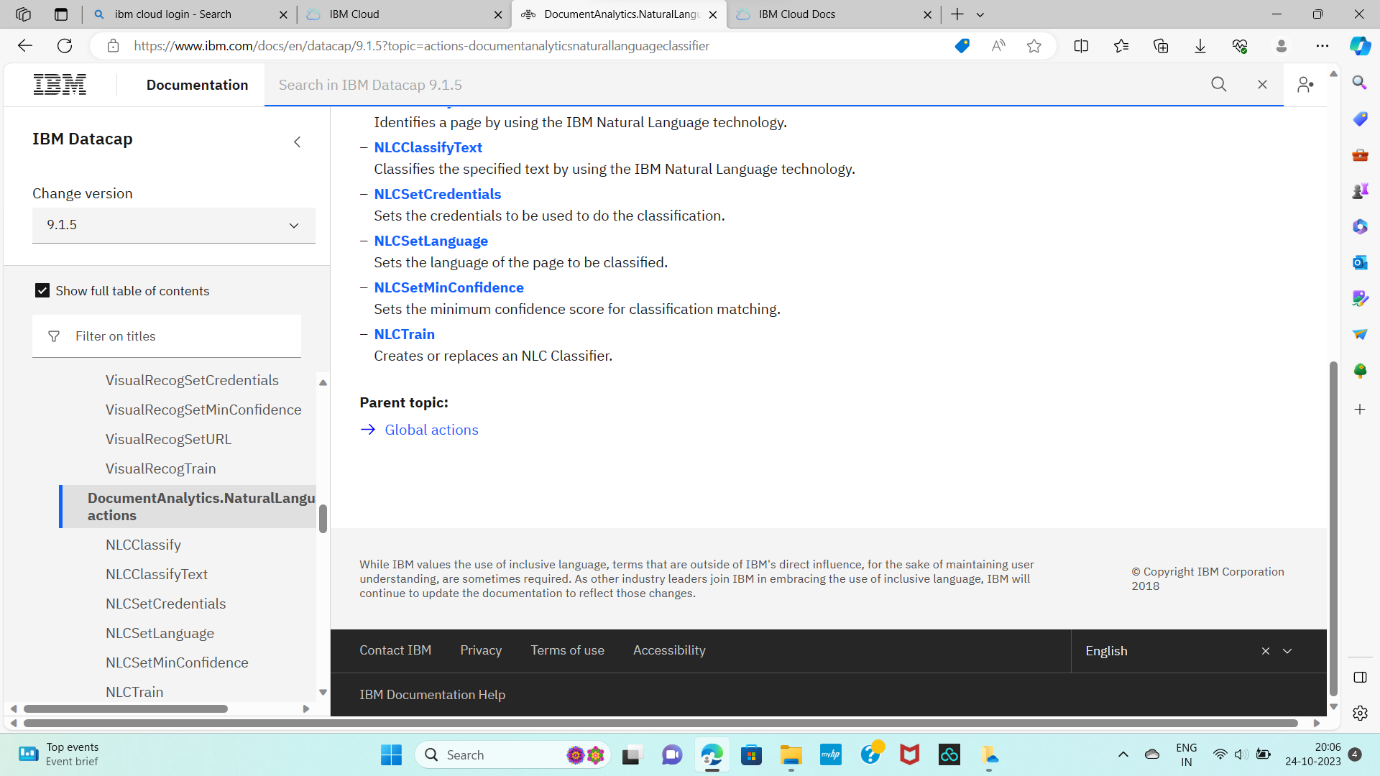 ibm cloud login - Search
IBM Cloud
DocumentAnalytics.NaturalLangu
IBM Cloud Docs
https://www.ibm.com/docs/en/datacap/9.1.5?topic=actions-documentanalyticsnaturallanguageclassifier
IBM
Documentation
Search in IBM Datacap 9.1.5
IBM Datacap
Change version
9.1.5
Show full table of contents
Filter on titles
VisualRecogSetCredentials
VisualRecogSetMinConfidence
VisualRecogSetURL
VisualRecogTrain
DocumentAnalytics.NaturalLangu
actions
NLCClassify
NLCClassifyText
NLCSetCredentials
NLCSetLanguage
NLCSetMinConfidence
NLCTrain
Identifies a page by using the IBM Natural Language technology.
– NLCClassifyText
Classifies the specified text by using the IBM Natural Language technology.
– NLCSetCredentials
Sets the credentials to be used to do the classification.
– NLCSetLanguage
Sets the language of the page to be classified.
– NLCSetMinConfidence
Sets the minimum confidence score for classification matching.
– NLCTrain
Creates or replaces an NLC Classifier.
Parent topic:
→ Global actions
While IBM values the use of inclusive language, terms that are outside of IBM's direct influence, for the sake of maintaining user
understanding, are sometimes required. As other industry leaders join IBM in embracing the use of inclusive language, IBM will
continue to update the documentation to reflect those changes.
© Copyright IBM Corporation
2018
Contact IBM
Privacy
Terms of use
Accessibility
English
IBM Documentation Help
Top events
Event brief
Search
myhp
ENG
IN
20:06
24-10-2023
4